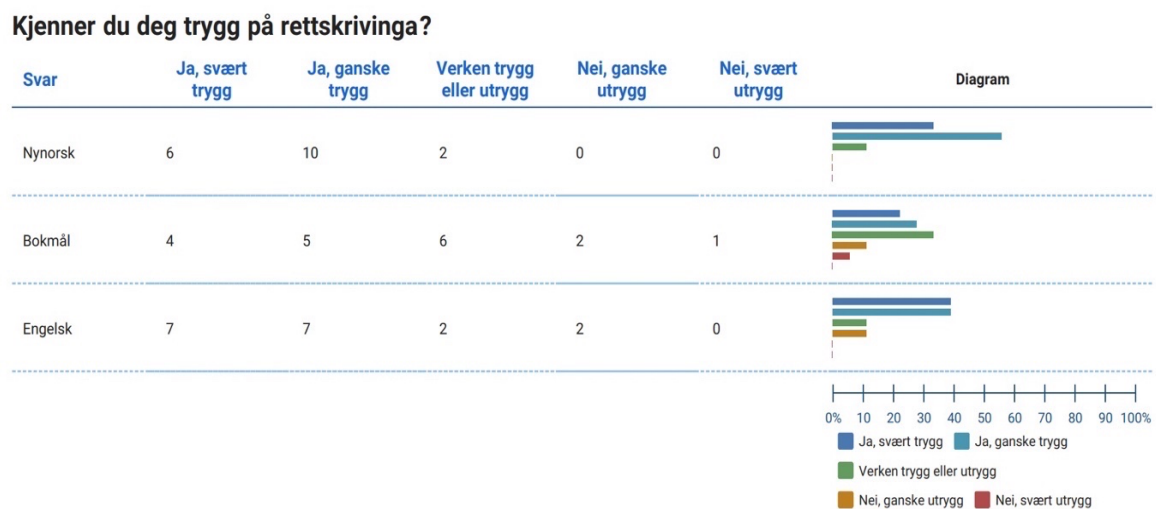 Kjenner du deg trygg på rettskrivinga?
Svar Ja, svært trygg Ja, ganske trygg Verken trygg eller utrygg Nei, ganske utrygg Nei, svært utrygg Diagram
Nynorsk 6 10 2 0 0
Bokmål 4 5 6 2 1
Engelsk 7 7 2 2 0
0% 10 20 30 40 50 60 70 80 90 100%
Ja, svært trygg Ja, ganske trygg
Verken trygg eller utrygg
Nei, ganske utrygg Nei, svært utrygg